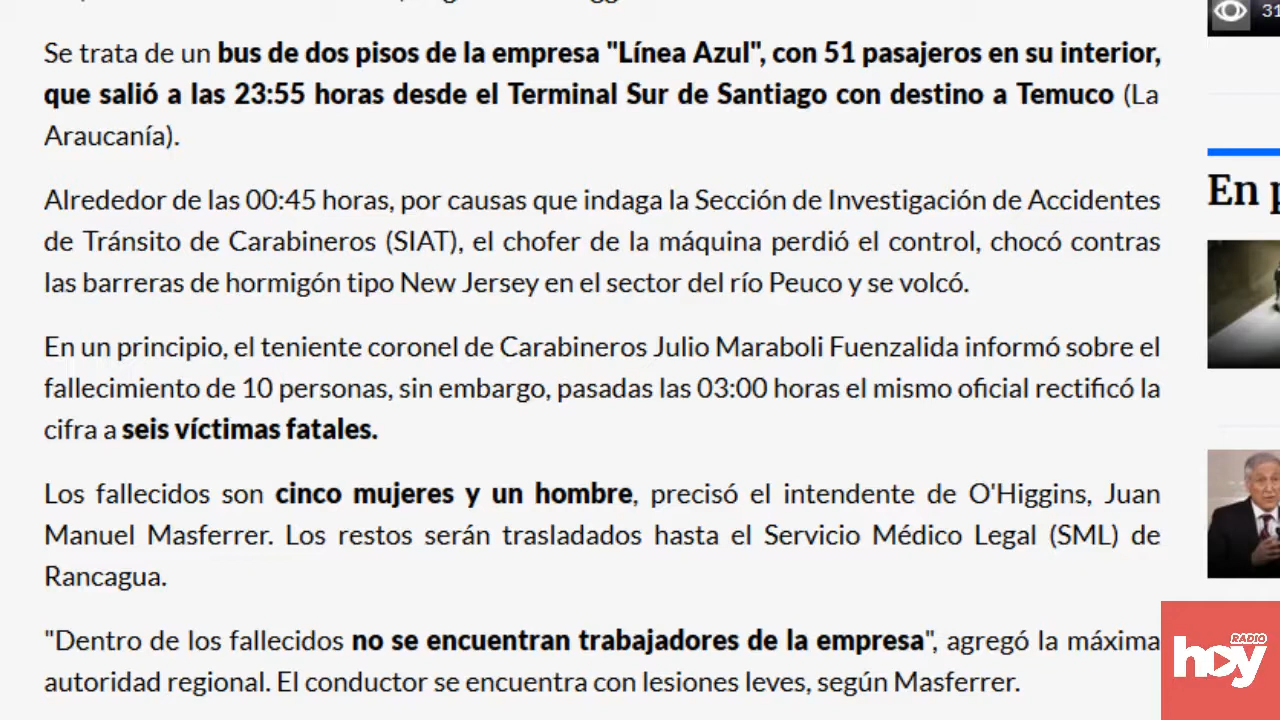 Se trata de un bus de dos pisos de la empresa "Línea Azul", con 51 pasajeros en su interior,
que salió a las 23:55 horas desde el Terminal Sur de Santiago con destino a Temuco (La
Araucanía).
Alrededor de las 00:45 horas, por causas que indaga la Sección de Investigación de Accidentes
de Tránsito de Carabineros (SIAT), el chofer de la máquina perdió el control, chocó contras
las barreras de hormigón tipo New Jersey en el sector del río Peuco y se volcó.
En un principio, el teniente coronel de Carabineros Julio Maraboli Fuenzalida informó sobre el
fallecimiento de 10 personas, sin embargo, pasadas las 03:00 horas el mismo oficial rectificó la
cifra a seis víctimas fatales.
Los fallecidos son cinco mujeres y un hombre, precisó el intendente de O'Higgins, Juan
Manuel Masferrer. Los restos serán trasladados hasta el Servicio Médico Legal (SML) de
Rancagua.
"Dentro de los fallecidos no se encuentran trabajadores de la empresa", agregó la máxima
autoridad regional. El conductor se encuentra con lesiones leves, según Masferrer.
31
En p
RADIO
hoy